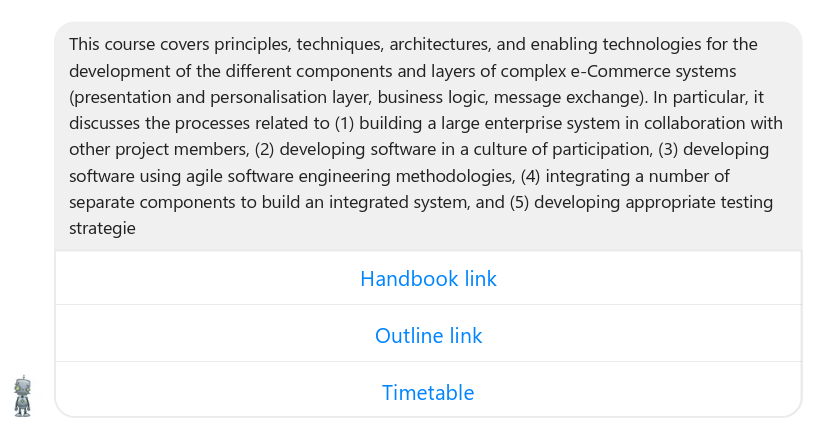 This course covers principles, techniques, architectures, and enabling technologies for the
development of the different components and layers of complex e-Commerce systems
(presentation and personalisation layer, business logic, message exchange). In particular, it
discusses the processes related to (1) building a large enterprise system in collaboration with
other project members, (2) developing software in a culture of participation, (3) developing
software using agile software engineering methodologies, (4) integrating a number of
separate components to build an integrated system, and (5) developing appropriate testing
strategie
Handbook link
Outline link
Timetable